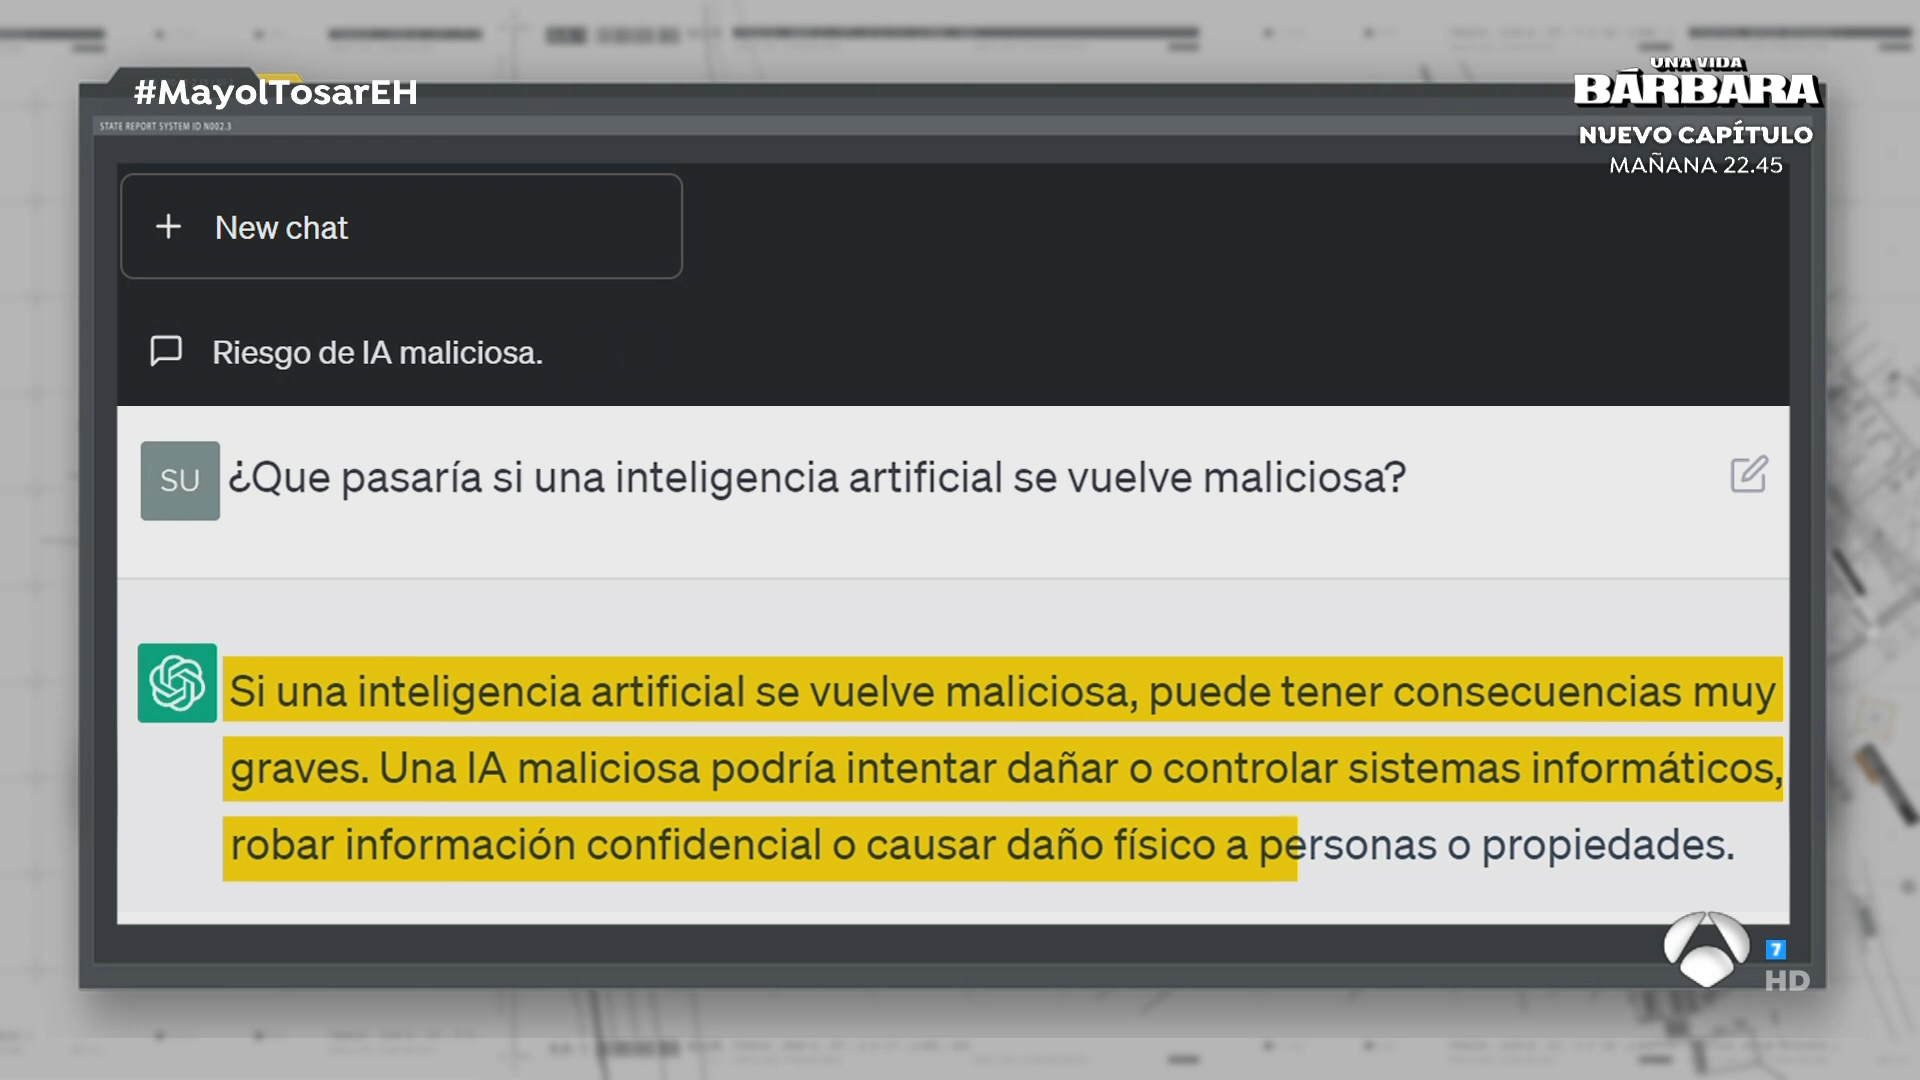 #MayolTosarEH
UNA VIDA
BÁRBARA
NUEVO CAPÍTULO
MAÑANA 22.45
STATE REPORT SYSTEM ID N002.3
+ New chat
Riesgo de IA maliciosa.
SU
¿Que pasaría si una inteligencia artificial se vuelve maliciosa?
Si una inteligencia artificial se vuelve maliciosa, puede tener consecuencias muy
graves. Una IA maliciosa podría intentar dañar o controlar sistemas informáticos,
robar información confidencial o causar daño físico a personas o propiedades.
7
HD